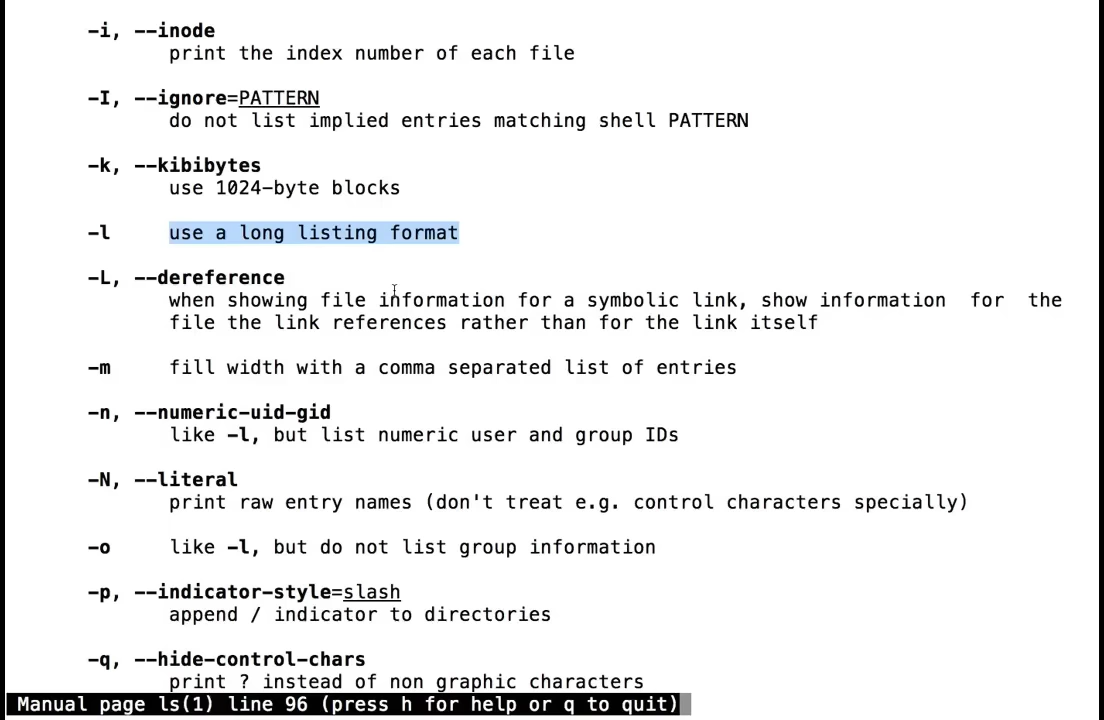 -i, --inode
print the index number of each file
-I, --ignore=PATTERN
do not list implied entries matching shell PATTERN
-k, --kibibytes
use 1024-byte blocks
-l use a long listing format
-L, --dereference
when showing file information for a symbolic link, show information for the
file the link references rather than for the link itself
-m fill width with a comma separated list of entries
-n, --numeric-uid-gid
like -l, but list numeric user and group IDs
-N, --literal
print raw entry names (don't treat e.g. control characters specially)
-o like -l, but do not list group information
-p, --indicator-style=slash
append / indicator to directories
-q, --hide-control-chars
print ? instead of non graphic characters
Manual page ls(1) line 96 (press h for help or q to quit)